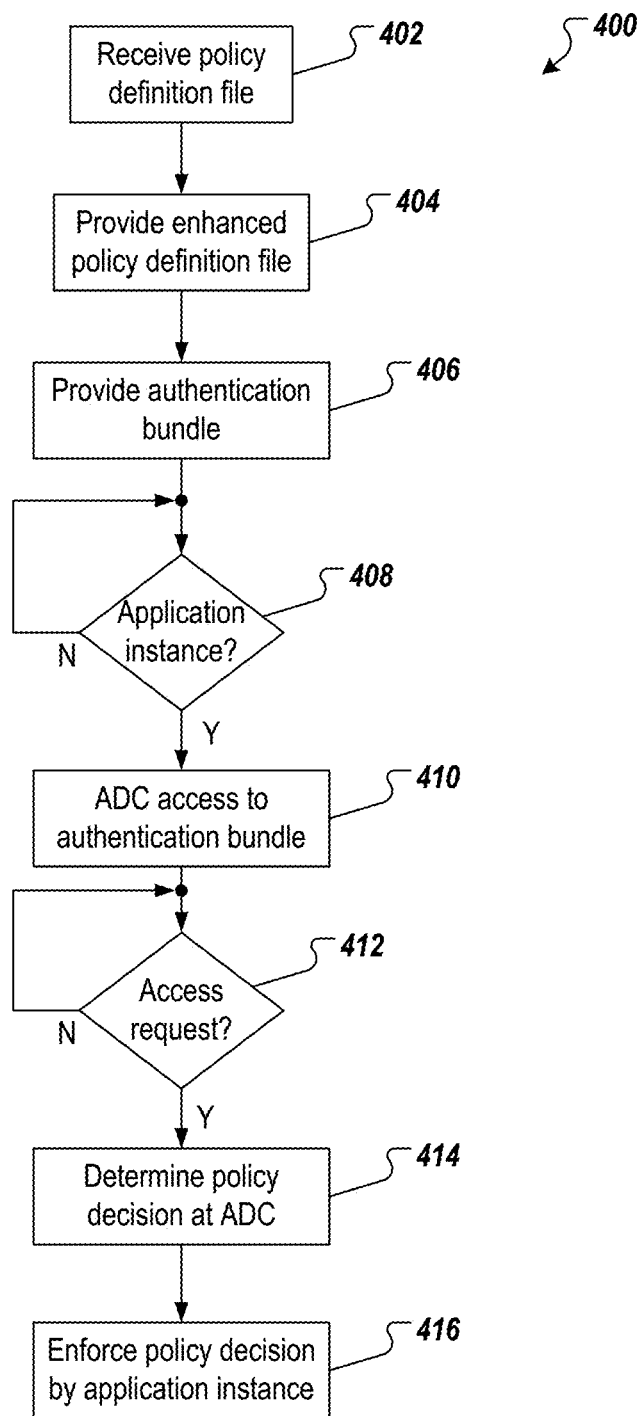 400
402
Receive policy
definition file
404
Provide enhanced
policy definition file
406
Provide authentication
bundle
408
Application
instance?
N
Y
410
ADC access to
authentication bundle
412
Access
request?
N
Y
414
Determine policy
decision at ADC
416
Enforce policy decision
by application instance